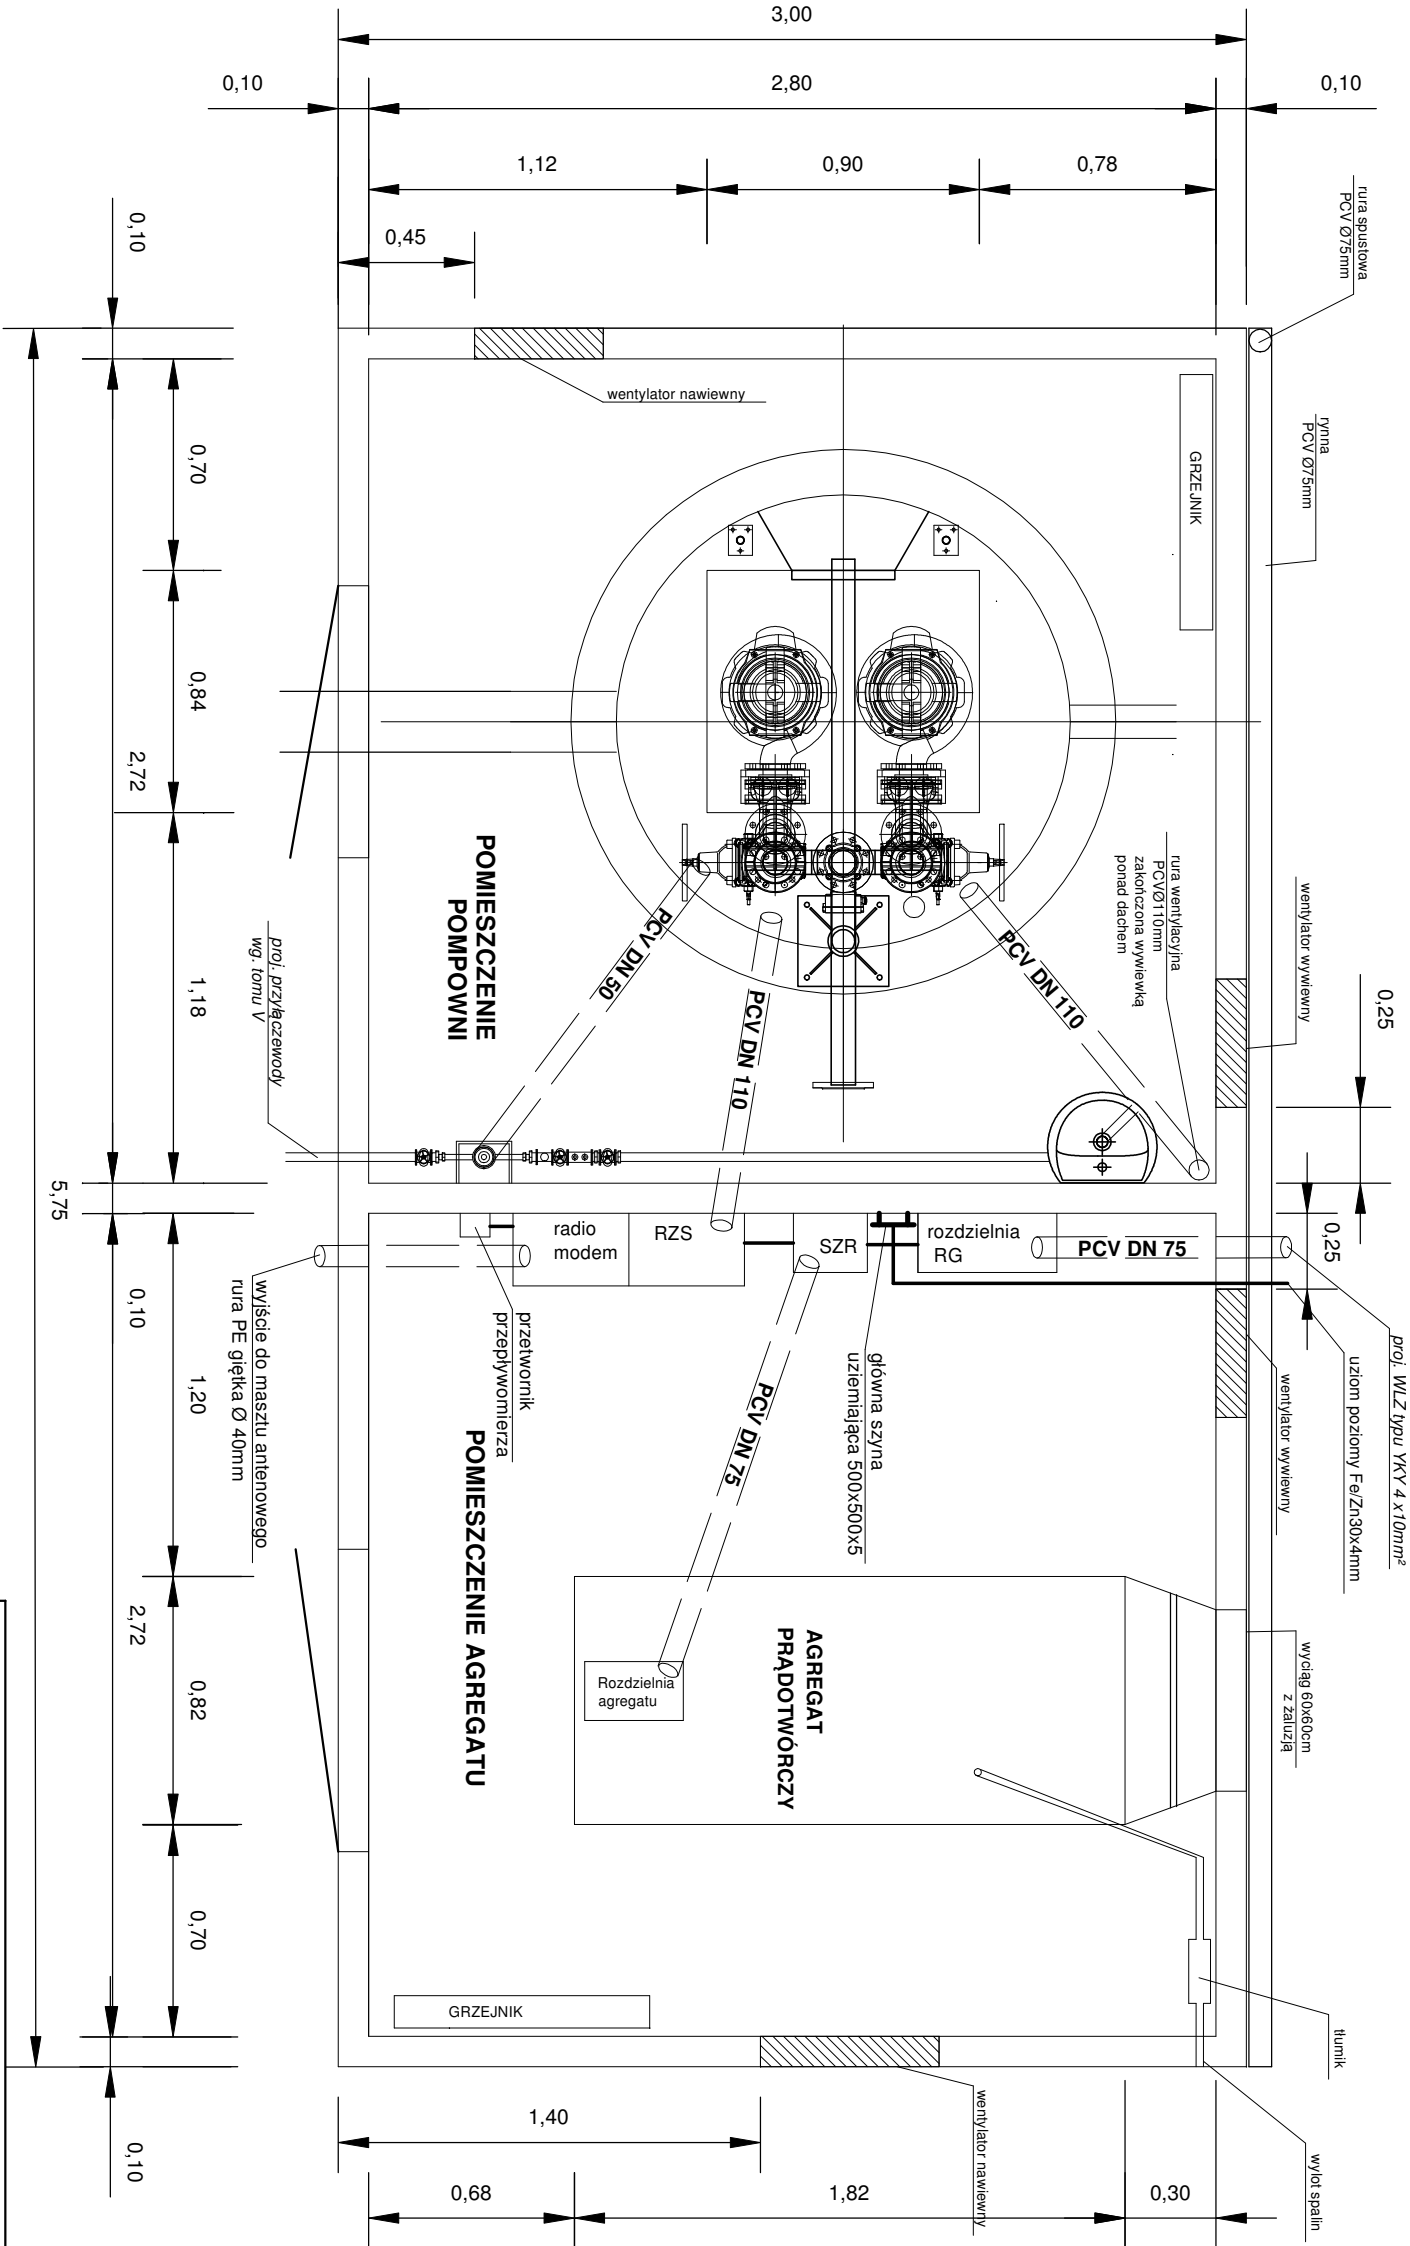 3,00
0,10
2,80
0,10
1,12
0,90
0,78
0,45
rura spustowa
PCV Ø75mm
0,10
wentylator nawiewny
rynna
PCV Ø75mm
GRZEJNIK
0,70
0,84
2,72
1,18
5,75
POMIESZCZENIE
POMPOWNI
proj. przyłączewody
wg. tomu V
PCV DN 50
PCV DN 110
PCV DN 110
rura wentylacyjna
PCVØ110mm
zakończona wywiewką
ponad dachem
wentylator wywiewny
0,25
0,25
radio
modem
RZS
SZR
rozdzielnia
RG
PCV DN 75
proj. WLZ typu YKY 4 x10mm²
uziom poziomy Fe/Zn30x4mm
wentylator wywiewny
główna szyna
uziemiająca 500x500x5
przetwornik
przepływomierza
wyjście do masztu antenowego
rura PE giętka Ø 40mm
0,10
1,20
PCV DN 75
POMIESZCZENIE AGREGATU
AGREGAT
PRĄDOTWÓRCZY
Rozdzielnia
agregatu
wyciąg 60x60cm
z żaluzją
2,72
0,82
0,70
GRZEJNIK
tłumik
wylot spalin
wentylator nawiewny
0,10
1,40
0,68
1,82
0,30